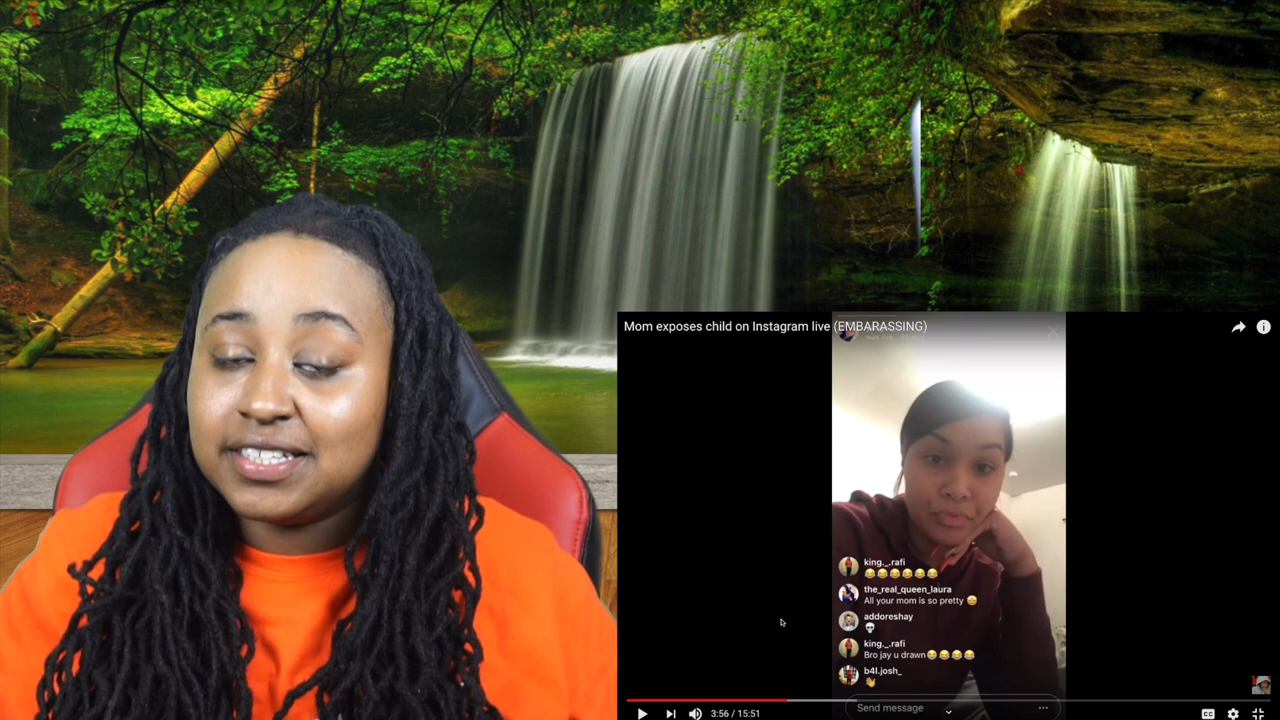 Mom exposes child on Instagram live (EMBARASSING)
king._.rafi
😂😂😂😂😂😂
the_real_queen_laura
All your mom is so pretty 🤩
addoreshay
💀
king._.rafi
Bro jay u drawn😂😂😂😂
b4l.josh_
👋
Send message
3:56 / 15:51
CC